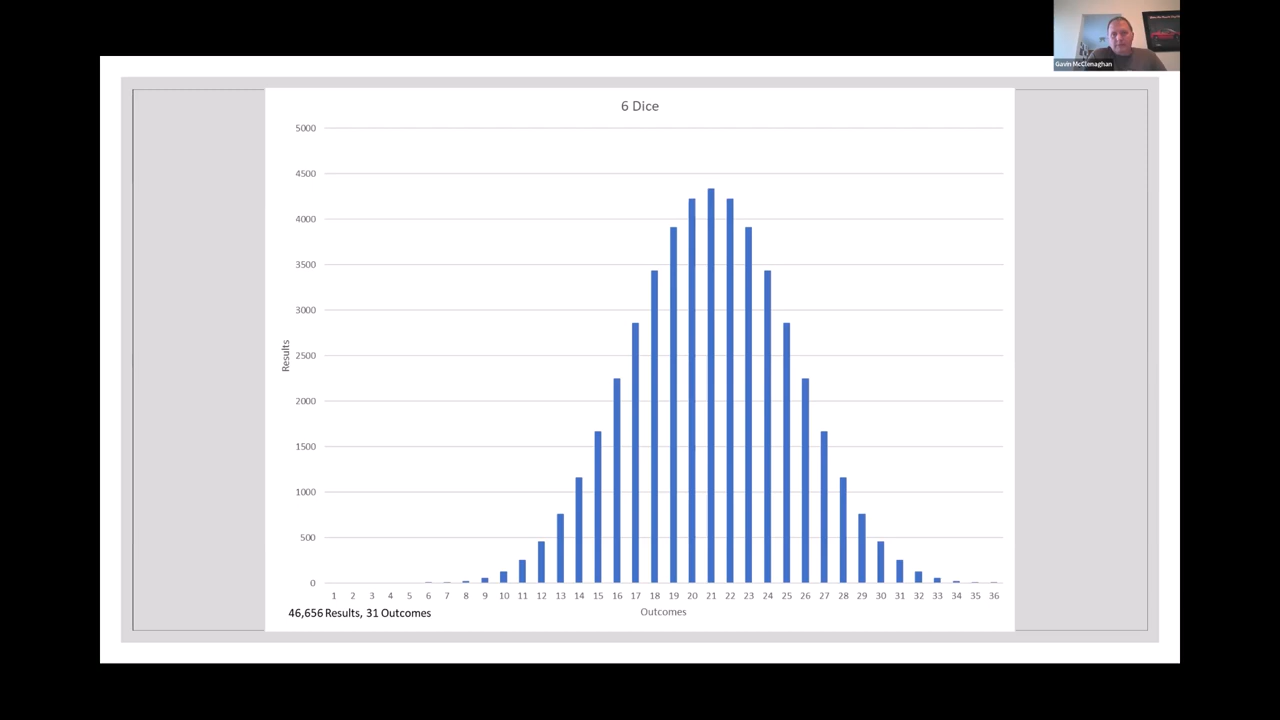 Gavin McClenaghan
6 Dice
5000
4500
4000
3500
3000
2500
2000
1500
1000
500
0
Results
1 2 3 4 5 6 7 8 9 10 11 12 13 14 15 16 17 18 19 20 21 22 23 24 25 26 27 28 29 30 31 32 33 34 35 36
Outcomes
46,656 Results, 31 Outcomes